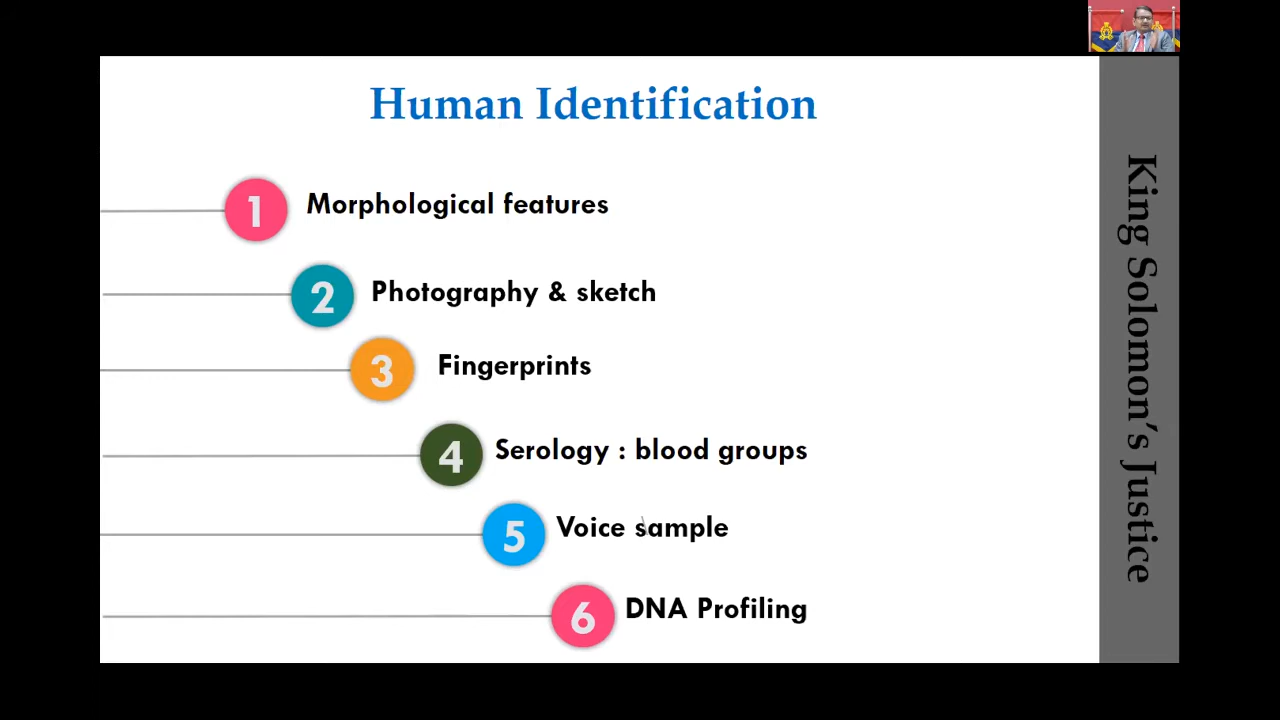 Human Identification
1 Morphological features
2 Photography & sketch
3 Fingerprints
4 Serology : blood groups
5 Voice sample
6 DNA Profiling
King Solomon's Justice